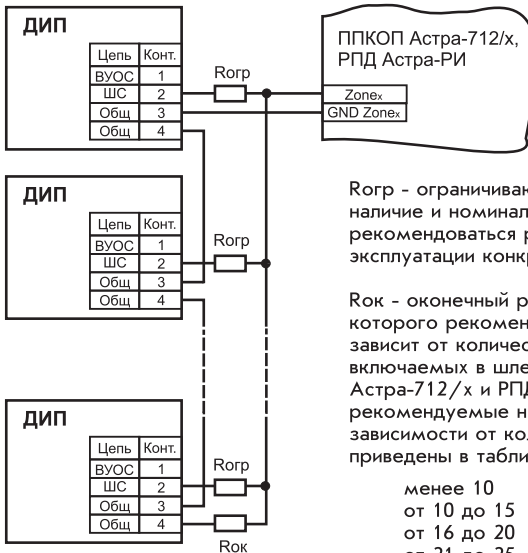 ДИП
Цепь Конт.
ВУОС 1
ШС 2
Общ 3
Общ 4
Rогр
ППКОП Астра-712/х,
РПД Астра-РИ
Zonex
GND Zonex
ДИП
Цепь Конт.
ВУОС 1
ШС 2
Общ 3
Общ 4
Rогр
ДИП
Цепь Конт.
ВУОС 1
ШС 2
Общ 3
Общ 4
Rогр
Rок
Rогр - ограничиваю
наличие и номинал
рекомендоваться р
эксплуатации конкр
Rок - оконечный р
которого рекомен
зависит от количес
включаемых в шле
Астра-712/х и РПД
рекомендуемые н
зависимости от кол
приведены в табли
менее 10
от 10 до 15
от 16 до 20
от 21 до 25